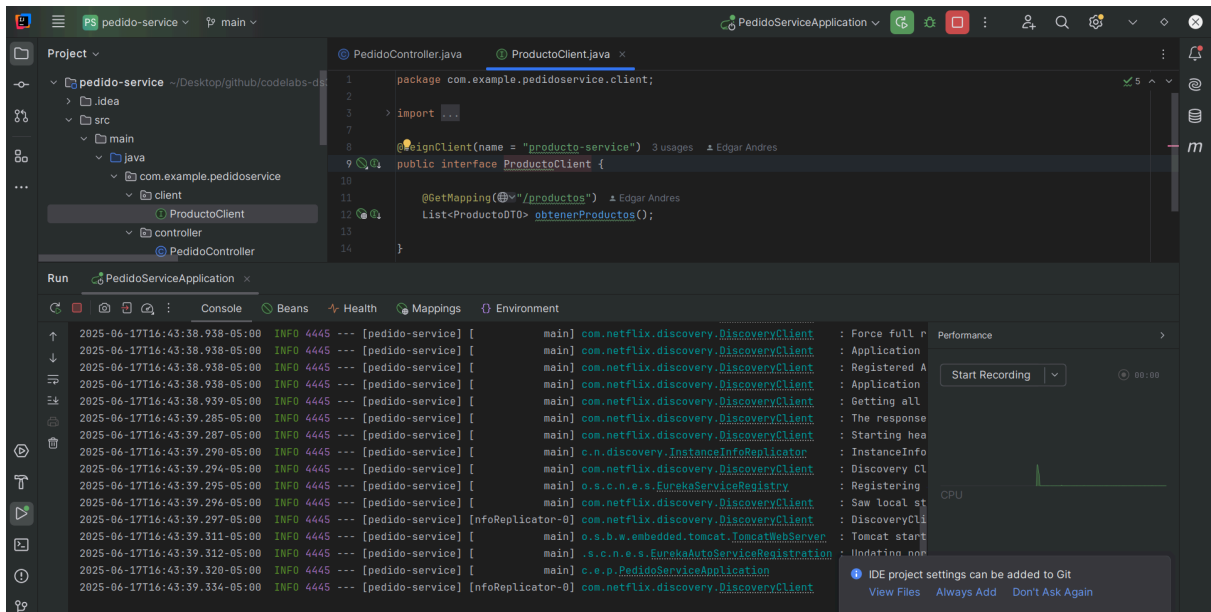 PS pedido-service main PedidoServiceApplication
Project
pedido-service ~/Desktop/github/codelabs-ds
.idea
src
main
java
com.example.pedidoservice
client
ProductoClient
controller
PedidoController
PedidoController.java ProductoClient.java
1 package com.example.pedidoservice.client;
2
3 import ...
7
8 @FeignClient(name = "producto-service") 3 usages Edgar Andres
9 public interface ProductoClient {
10
11 @GetMapping("/productos") Edgar Andres
12 List<ProductoDTO> obtenerProductos();
13
14 }
5
m
Run PedidoServiceApplication
Console Beans Health Mappings Environment
2025-06-17T16:43:38.938-05:00 INFO 4445 --- [pedido-service] [ main] com.netflix.discovery.DiscoveryClient : Force full r
2025-06-17T16:43:38.938-05:00 INFO 4445 --- [pedido-service] [ main] com.netflix.discovery.DiscoveryClient : Application
2025-06-17T16:43:38.938-05:00 INFO 4445 --- [pedido-service] [ main] com.netflix.discovery.DiscoveryClient : Registered A
2025-06-17T16:43:38.938-05:00 INFO 4445 --- [pedido-service] [ main] com.netflix.discovery.DiscoveryClient : Application
2025-06-17T16:43:38.939-05:00 INFO 4445 --- [pedido-service] [ main] com.netflix.discovery.DiscoveryClient : Getting all
2025-06-17T16:43:39.285-05:00 INFO 4445 --- [pedido-service] [ main] com.netflix.discovery.DiscoveryClient : The response
2025-06-17T16:43:39.287-05:00 INFO 4445 --- [pedido-service] [ main] com.netflix.discovery.DiscoveryClient : Starting hea
2025-06-17T16:43:39.290-05:00 INFO 4445 --- [pedido-service] [ main] c.n.discovery.InstanceInfoReplicator : InstanceInfo
2025-06-17T16:43:39.294-05:00 INFO 4445 --- [pedido-service] [ main] com.netflix.discovery.DiscoveryClient : Discovery Cl
2025-06-17T16:43:39.295-05:00 INFO 4445 --- [pedido-service] [ main] o.s.c.n.e.s.EurekaServiceRegistry : Registering
2025-06-17T16:43:39.296-05:00 INFO 4445 --- [pedido-service] [ main] com.netflix.discovery.DiscoveryClient : Saw local st
2025-06-17T16:43:39.297-05:00 INFO 4445 --- [pedido-service] [nfoReplicator-0] com.netflix.discovery.DiscoveryClient : DiscoveryCli
2025-06-17T16:43:39.311-05:00 INFO 4445 --- [pedido-service] [ main] o.s.b.w.embedded.tomcat.TomcatWebServer : Tomcat start
2025-06-17T16:43:39.312-05:00 INFO 4445 --- [pedido-service] [ main] .s.c.n.e.s.EurekaAutoServiceRegistration : Updating por
2025-06-17T16:43:39.320-05:00 INFO 4445 --- [pedido-service] [ main] c.e.p.PedidoServiceApplication
2025-06-17T16:43:39.334-05:00 INFO 4445 --- [pedido-service] [nfoReplicator-0] com.netflix.discovery.DiscoveryClient
Performance
Start Recording 00:00
CPU
IDE project settings can be added to Git
View Files Always Add Don't Ask Again